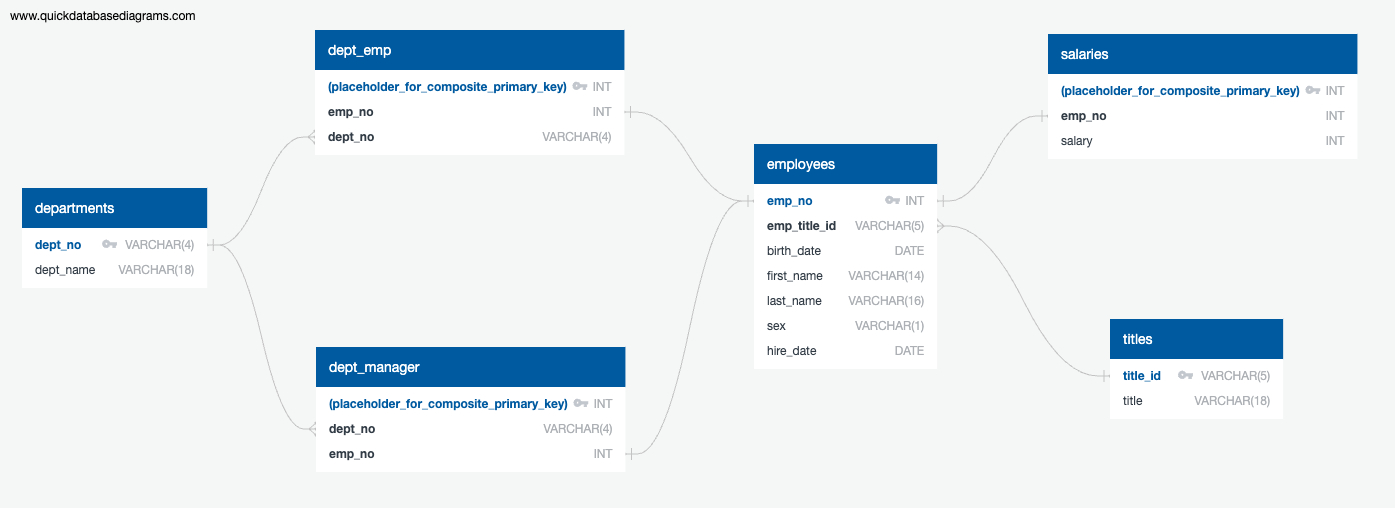 www.quickdatabasediagrams.com
dept_emp
(placeholder_for_composite_primary_key) INT
emp_no INT
dept_no VARCHAR(4)
salaries
(placeholder_for_composite_primary_key) INT
emp_no INT
salary INT
employees
emp_no INT
emp_title_id VARCHAR(5)
birth_date DATE
first_name VARCHAR(14)
last_name VARCHAR(16)
sex VARCHAR(1)
hire_date DATE
departments
dept_no VARCHAR(4)
dept_name VARCHAR(18)
dept_manager
(placeholder_for_composite_primary_key) INT
dept_no VARCHAR(4)
emp_no INT
titles
title_id VARCHAR(5)
title VARCHAR(18)